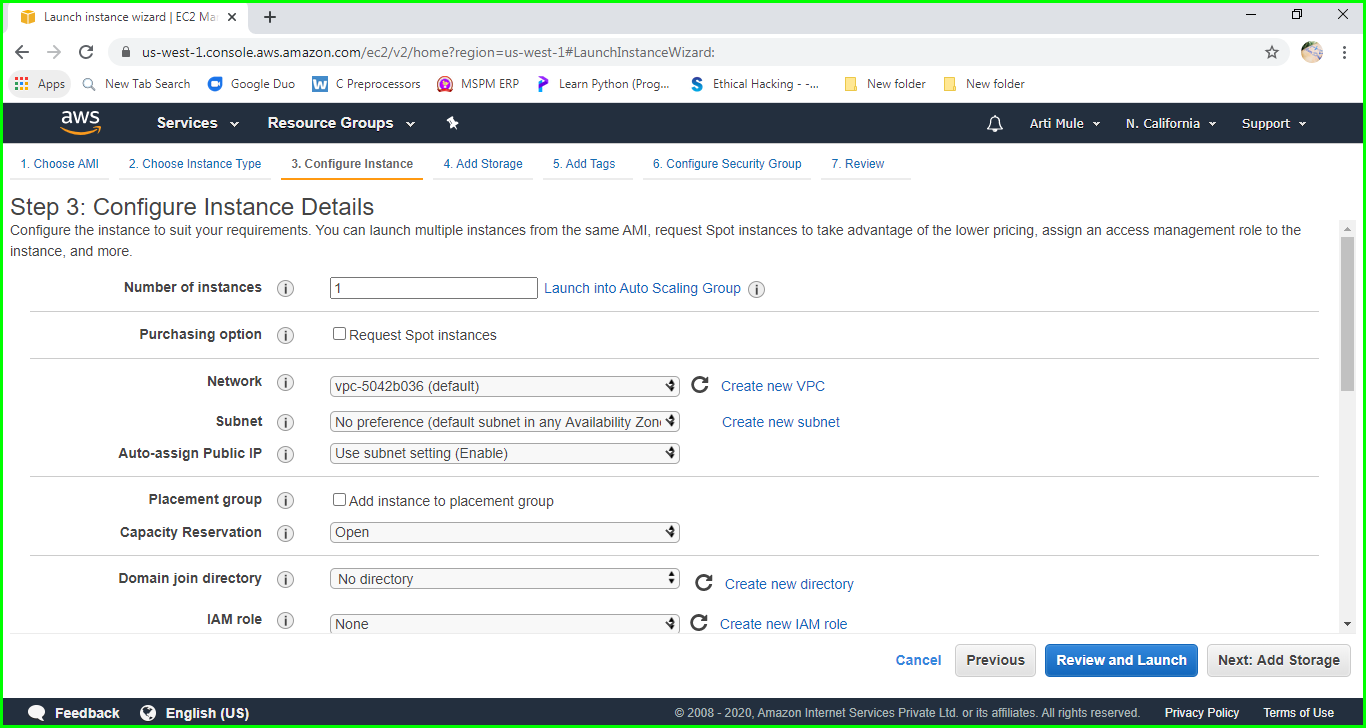 Launch instance wizard | EC2 Ma
us-west-1.console.aws.amazon.com/ec2/v2/home?region=us-west-1#LaunchInstanceWizard:
Apps New Tab Search Google Duo C Preprocessors MSPM ERP Learn Python (Prog... Ethical Hacking - -... New folder New folder
aws Services Resource Groups Arti Mule N. California Support
1. Choose AMI 2. Choose Instance Type 3. Configure Instance 4. Add Storage 5. Add Tags 6. Configure Security Group 7. Review
Step 3: Configure Instance Details
Configure the instance to suit your requirements. You can launch multiple instances from the same AMI, request Spot instances to take advantage of the lower pricing, assign an access management role to the
instance, and more.
Number of instances i 1 Launch into Auto Scaling Group i
Purchasing option i Request Spot instances
Network i vpc-5042b036 (default) Create new VPC
Subnet i No preference (default subnet in any Availability Zon Create new subnet
Auto-assign Public IP i Use subnet setting (Enable)
Placement group i Add instance to placement group
Capacity Reservation i Open
Domain join directory i No directory Create new directory
IAM role i None Create new IAM role
Cancel Previous Review and Launch Next: Add Storage
Feedback English (US) © 2008 - 2020, Amazon Internet Services Private Ltd. or its affiliates. All rights reserved. Privacy Policy Terms of Use